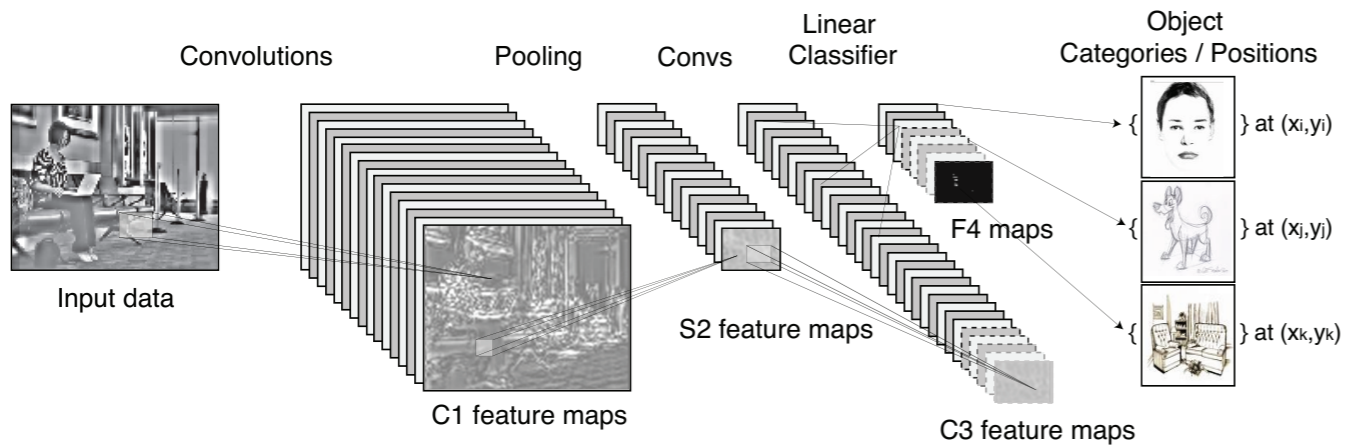 Convolutions
Pooling
Convs
Linear
Classifier
Object
Categories / Positions
Input data
C1 feature maps
S2 feature maps
C3 feature maps
F4 maps
{ } at (xi,yi)
{ } at (xj,yj)
{ } at (xk,yk)